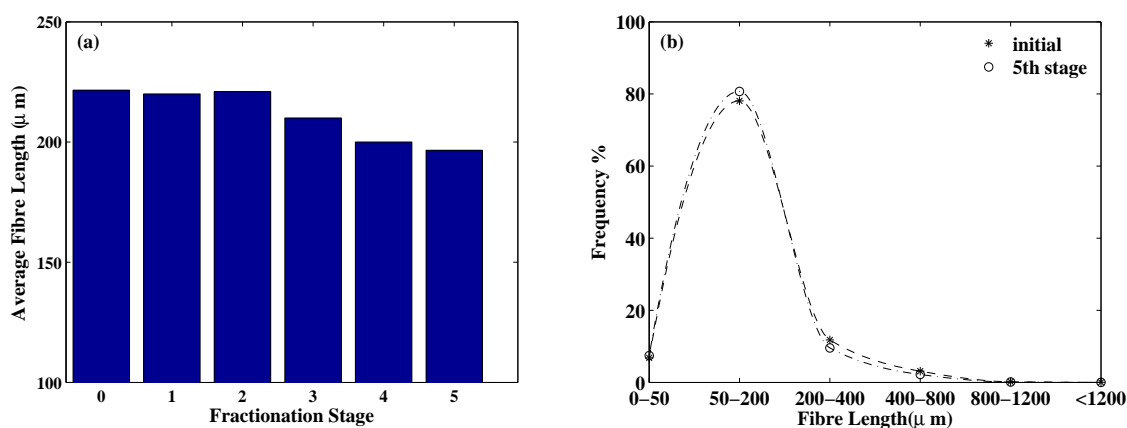 250
200
150
100
(a)
Average Fibre Length (μ m)
0 1 2 3 4 5
Fractionation Stage
100
80
60
40
20
0
(b)
initial
5th stage
Frequency %
0−50 50−200 200−400 400−800 800−1200 <1200
Fibre Length(μ m)